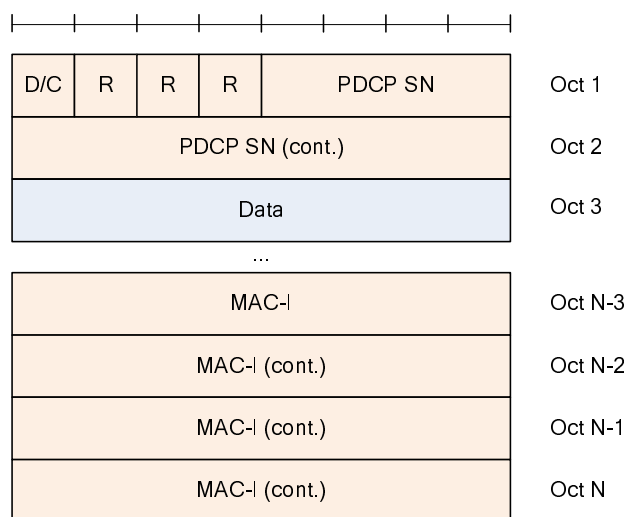 D/C R R R PDCP SN Oct 1
PDCP SN (cont.) Oct 2
Data Oct 3
...
MAC-I Oct N-3
MAC-I (cont.) Oct N-2
MAC-I (cont.) Oct N-1
MAC-I (cont.) Oct N